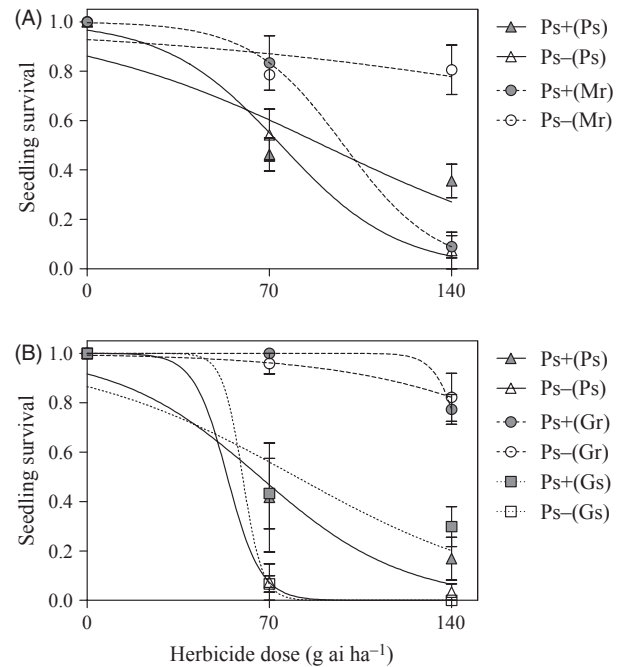 (A)
1.0
0.8
0.6
0.4
0.2
0.0
Seedling survival
0
70
140
Ps+(Ps)
Ps–(Ps)
Ps+(Mr)
Ps–(Mr)
(B)
1.0
0.8
0.6
0.4
0.2
0.0
Seedling survival
0
70
140
Herbicide dose (g ai ha⁻¹)
Ps+(Ps)
Ps–(Ps)
Ps+(Gr)
Ps–(Gr)
Ps+(Gs)
Ps–(Gs)